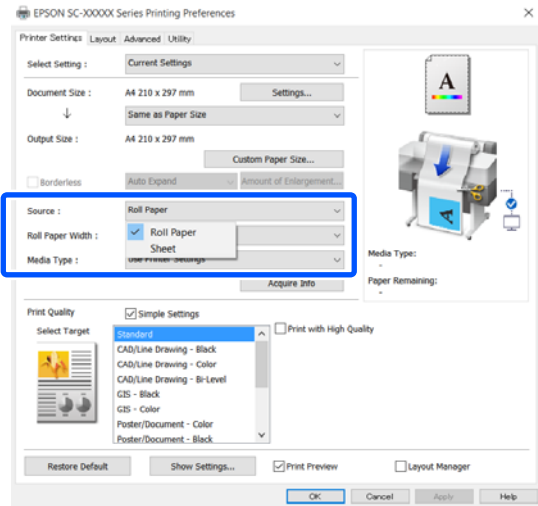 EPSON SC-XXXXX Series Printing Preferences
Printer Settings Layout Advanced Utility
Select Setting : Current Settings
Document Size : A4 210 x 297 mm Settings...
Same as Paper Size
Output Size : A4 210 x 297 mm
Custom Paper Size...
Borderless Auto Expand Amount of Enlargement...
Source : Roll Paper
Roll Paper Width : Roll Paper
Sheet
Media Type : Use Printer Settings
Acquire Info
A
Media Type:
-
Paper Remaining:
-
Print Quality Simple Settings
Select Target Standard Print with High Quality
CAD/Line Drawing - Black
CAD/Line Drawing - Color
CAD/Line Drawing - Bi-Level
GIS - Black
GIS - Color
Poster/Document - Color
Poster/Document - Black
Restore Default Show Settings... Print Preview Layout Manager
OK Cancel Apply Help